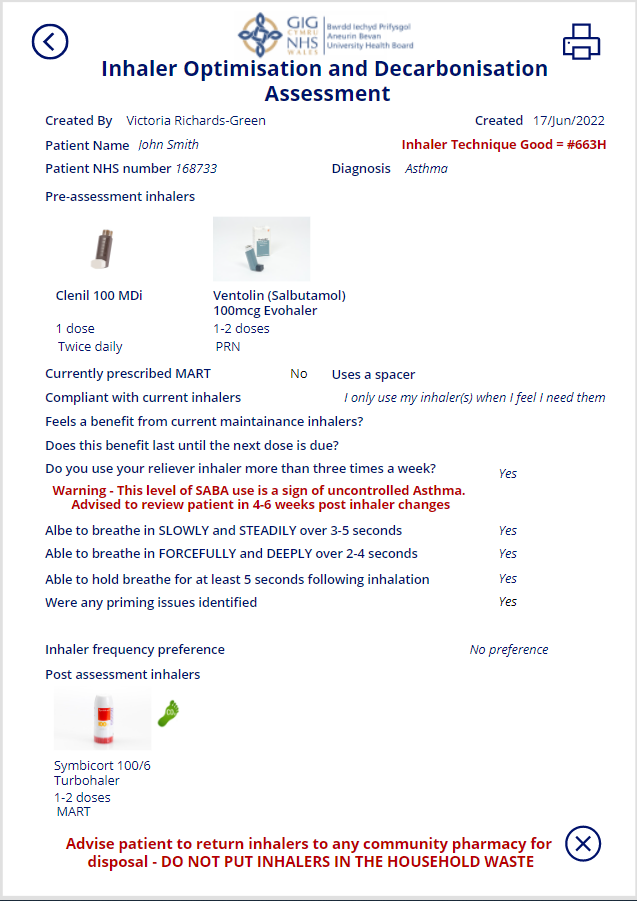 GIG
CYMRU
NHS
WALES
Bwrdd Iechyd Prifysgol
Aneurin Bevan
University Health Board
Inhaler Optimisation and Decarbonisation
Assessment
Created By Victoria Richards-Green Created 17/Jun/2022
Patient Name John Smith Inhaler Technique Good = #663H
Patient NHS number 168733 Diagnosis Asthma
Pre-assessment inhalers
Clenil 100 MDi
1 dose
Twice daily
Ventolin (Salbutamol)
100mcg Evohaler
1-2 doses
PRN
Currently prescribed MART No Uses a spacer
Compliant with current inhalers I only use my inhaler(s) when I feel I need them
Feels a benefit from current maintainance inhalers?
Does this benefit last until the next dose is due?
Do you use your reliever inhaler more than three times a week? Yes
Warning - This level of SABA use is a sign of uncontrolled Asthma.
Advised to review patient in 4-6 weeks post inhaler changes
Albe to breathe in SLOWLY and STEADILY over 3-5 seconds Yes
Able to breathe in FORCEFULLY and DEEPLY over 2-4 seconds Yes
Able to hold breathe for at least 5 seconds following inhalation Yes
Were any priming issues identified Yes
Inhaler frequency preference No preference
Post assessment inhalers
Symbicort 100/6
Turbohaler
1-2 doses
MART
Advise patient to return inhalers to any community pharmacy for
disposal - DO NOT PUT INHALERS IN THE HOUSEHOLD WASTE